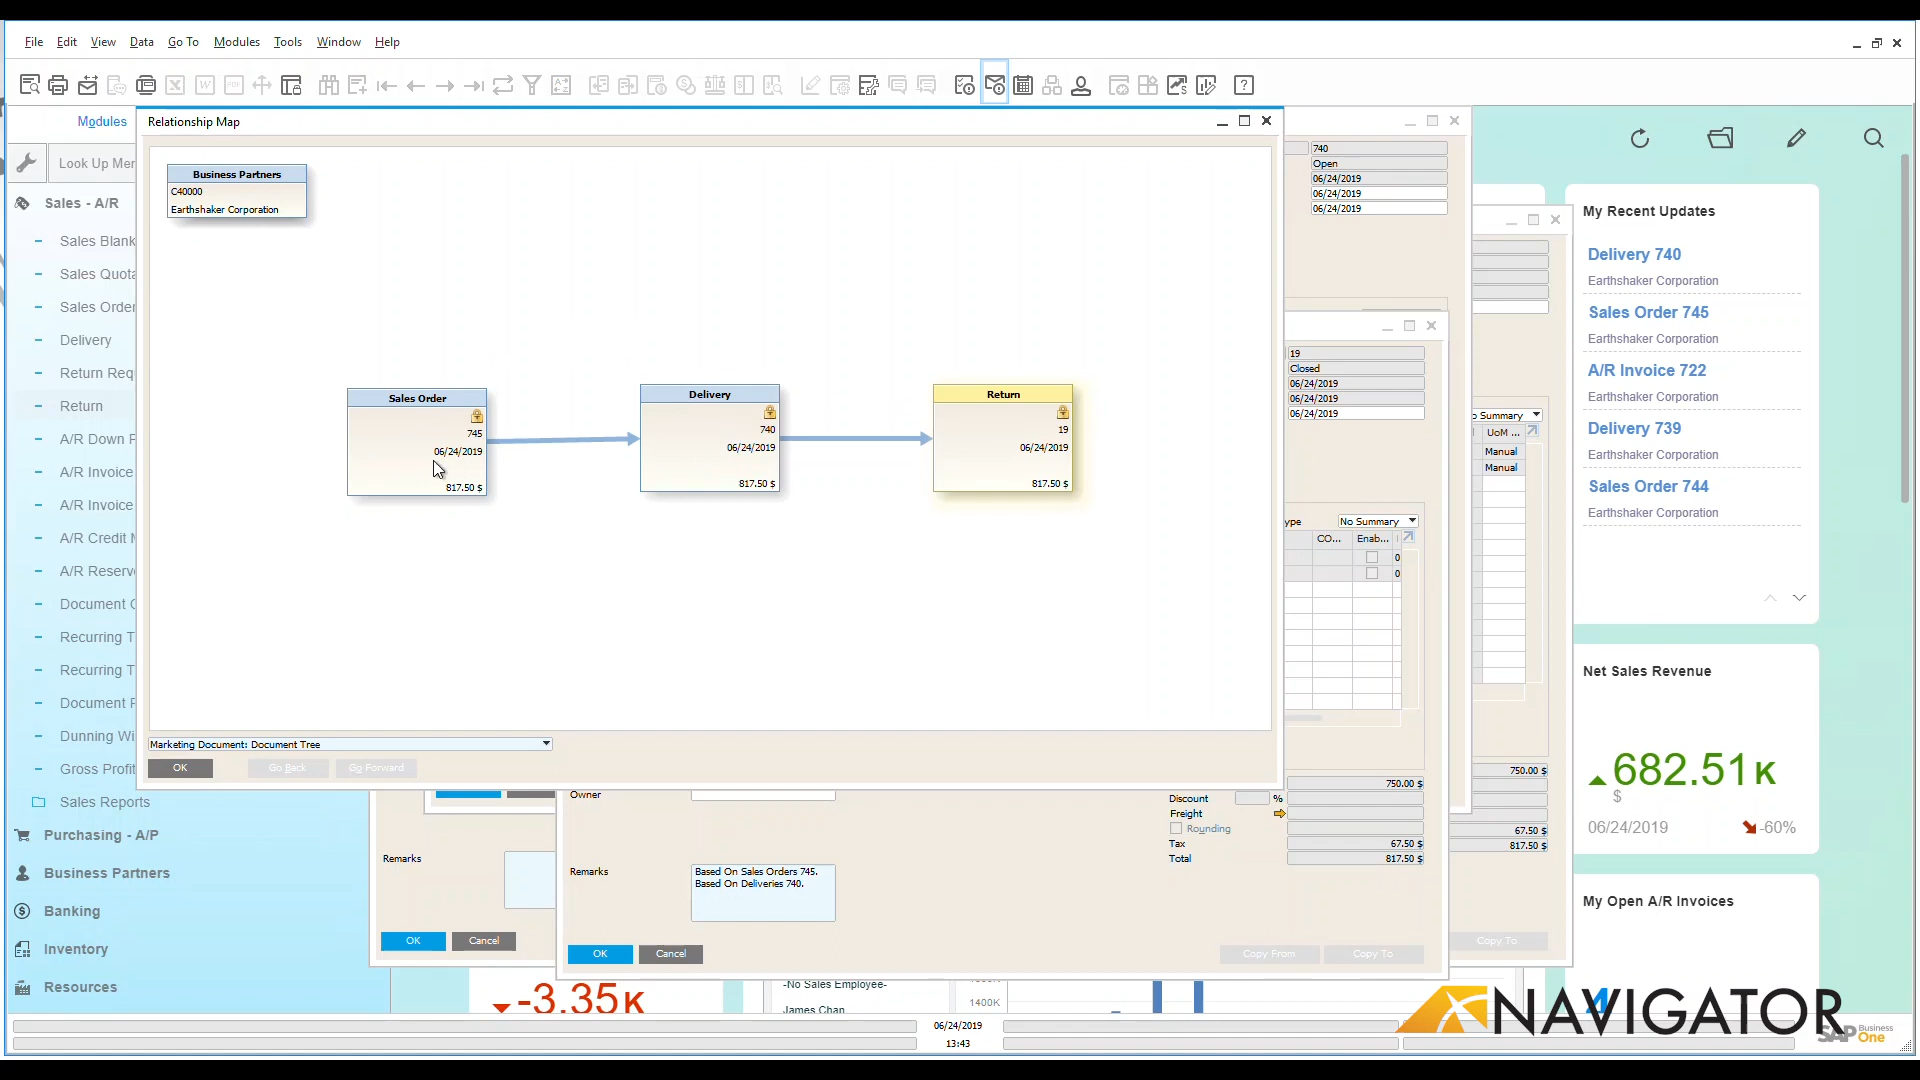 File Edit View Data Go To Modules Tools Window Help
Modules
Relationship Map
Look Up Mer
Sales - A/R
Sales Blank
Sales Quota
Sales Order
Delivery
Return Req
Return
A/R Down P
A/R Invoice
A/R Invoice
A/R Credit M
A/R Reserve
Document
Recurring T
Recurring T
Document P
Dunning Wi
Gross Profit
Sales Reports
Purchasing - A/P
Business Partners
Banking
Inventory
Resources
Business Partners
C40000
Earthshaker Corporation
Sales Order
745
06/24/2019
817.50 $
Delivery
740
06/24/2019
817.50 $
Return
19
06/24/2019
817.50 $
Marketing Document: Document Tree
OK Go Back Go Forward
740
Open
06/24/2019
06/24/2019
06/24/2019
19
Closed
06/24/2019
06/24/2019
06/24/2019
ype No Summary
CO... Enab...
0
0
o Summary
UoM ...
Manual
Manual
Owner
Remarks
OK Cancel
Remarks
Based On Sales Orders 745.
Based On Deliveries 740.
OK Cancel
750.00 $
Discount %
Freight
Rounding
Tax 67.50 $
Total 817.50 $
Copy From Copy To
750.00 $
67.50 $
817.50 $
Copy To
My Recent Updates
Delivery 740
Earthshaker Corporation
Sales Order 745
Earthshaker Corporation
A/R Invoice 722
Earthshaker Corporation
Delivery 739
Earthshaker Corporation
Sales Order 744
Earthshaker Corporation
Net Sales Revenue
682.51K
$
06/24/2019 -60%
My Open A/R Invoices
-3.35K
-No Sales Employee-
James Chan
1400K
06/24/2019
13:43
NAVIGATOR
SAP Business One